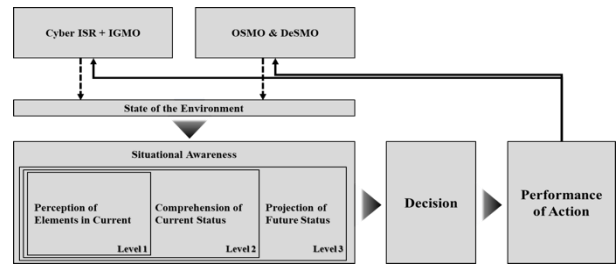 Cyber ISR + IGMO
OSMO & DeSMO
State of the Environment
Situational Awareness
Perception of
Elements in Current
Level 1
Comprehension of
Current Status
Level 2
Projection of
Future Status
Level 3
Decision
Performance
of Action